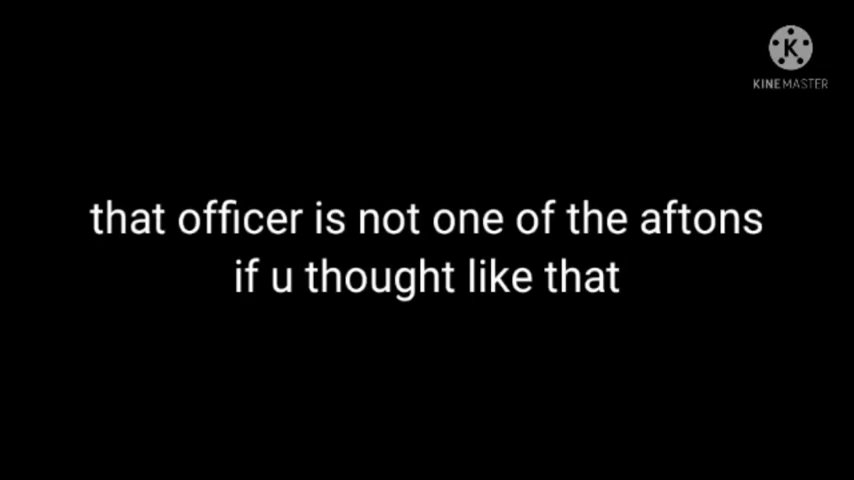 K
KINEMASTER
that officer is not one of the aftons
if u thought like that